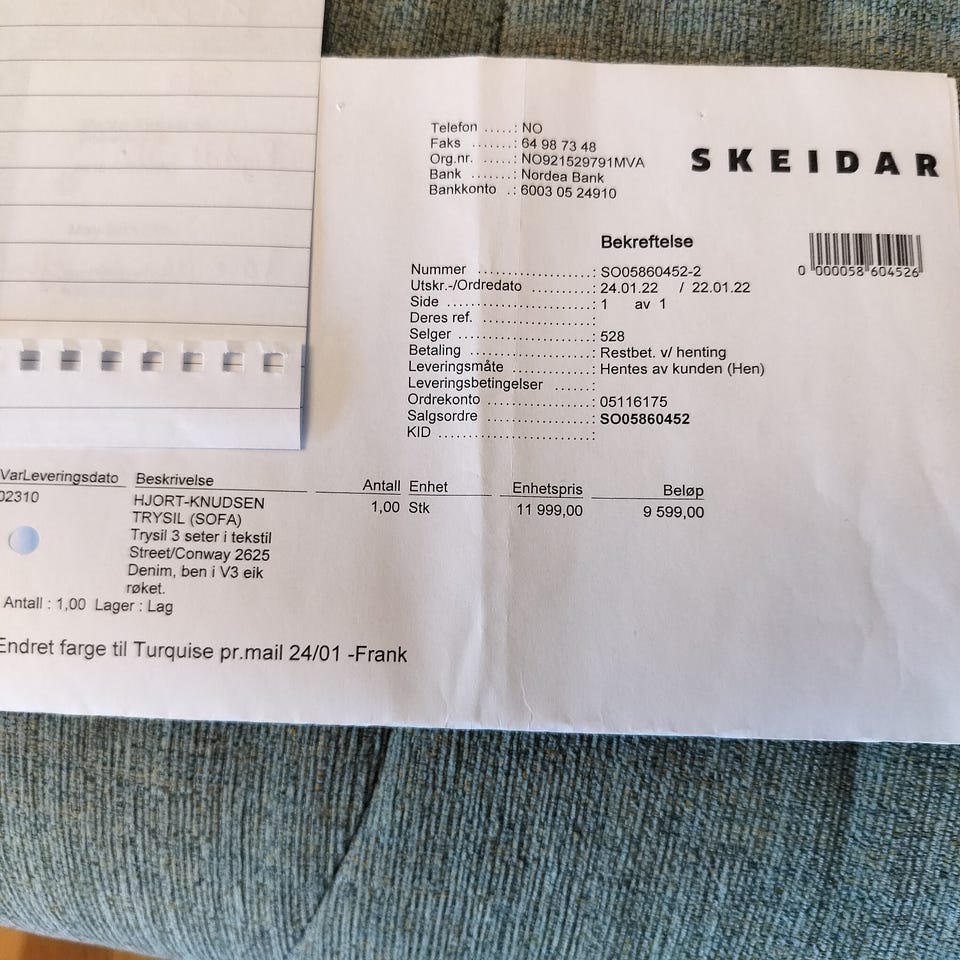 Telefon .....: NO
Faks .......: 64 98 73 48
Org.nr. .....: NO921529791MVA
Bank .......: Nordea Bank
Bankkonto .: 6003 05 24910
SKEIDAR
Bekreftelse
0 000058 604526
Nummer ..................: SO05860452-2
Utskr.-/Ordredato ..........: 24.01.22 / 22.01.22
Side ......................: 1 av 1
Deres ref. ..................:
Selger .....................: 528
Betaling ...................: Restbet. v/ henting
Leveringsmåte .............: Hentes av kunden (Hen)
Leveringsbetingelser ......:
Ordrekonto ................: 05116175
Salgsordre .................: SO05860452
KID ........................:
VarLeveringsdato Beskrivelse Antall Enhet Enhetspris Beløp
02310 HJORT-KNUDSEN 1,00 Stk 11 999,00 9 599,00
TRYSIL (SOFA)
Trysil 3 seter i tekstil
Street/Conway 2625
Denim, ben i V3 eik
røket.
Antall : 1,00 Lager : Lag
Endret farge til Turquise pr.mail 24/01 -Frank